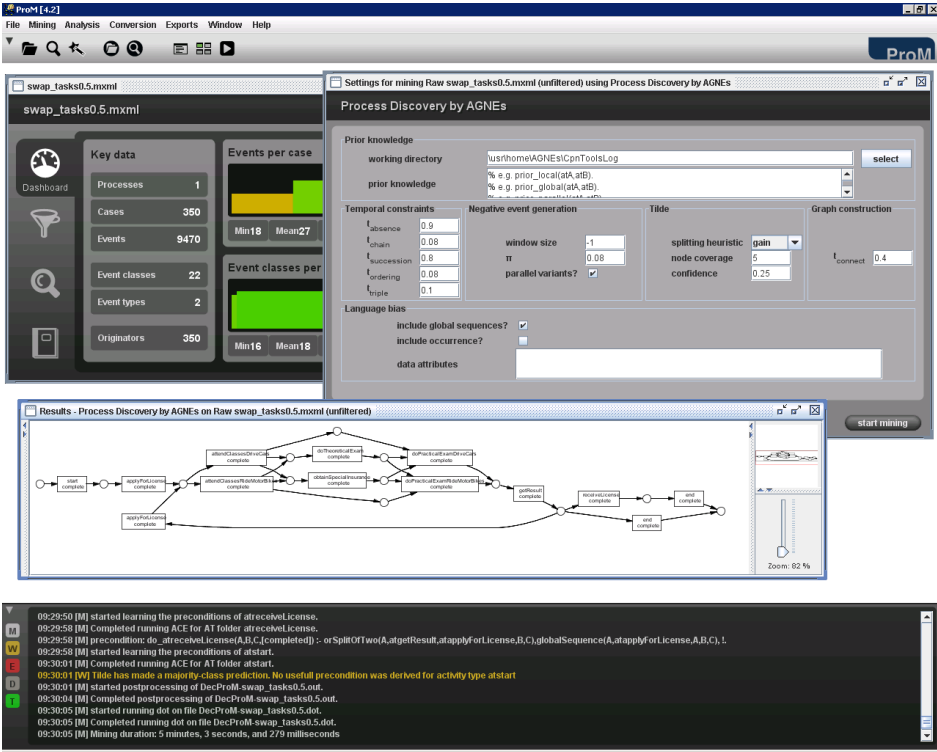 ProM [4.2]
File Mining Analysis Conversion Exports Window Help
ProM
swap_tasks0.5.mxml
swap_tasks0.5.mxml
Dashboard
Key data
Processes 1
Cases 350
Events 9470
Event classes 22
Event types 2
Originators 350
Events per case
Min18 Mean27
Event classes per
Min16 Mean18
Settings for mining Raw swap_tasks0.5.mxml (unfiltered) using Process Discovery by AGNEs
Process Discovery by AGNEs
Prior knowledge
working directory \usr\home\AGNEs\CpnToolsLog select
prior knowledge % e.g. prior_local(atA,atB).
% e.g. prior_global(atA,atB).
Temporal constraints
tabsence 0.9
tchain 0.08
tsuccession 0.8
tordering 0.08
ttriple 0.1
Negative event generation
window size -1
π 0.08
parallel variants?
Tilde
splitting heuristic gain
node coverage 5
confidence 0.25
Graph construction
tconnect 0.4
Language bias
include global sequences?
include occurrence?
data attributes
start mining
Results - Process Discovery by AGNEs on Raw swap_tasks0.5.mxml (unfiltered)
start
complete
applyForLicense
complete
applyForLicense
complete
attendClassesDriveCars
complete
attendClassesRideMotorBikes
complete
doTheoreticalExam
complete
obtainSpecialInsurance
complete
doPracticalExamDriveCars
complete
doPracticalExamRideMotorBikes
complete
getResult
complete
receiveLicense
complete
end
complete
end
complete
Zoom: 82 %
M
W
E
D
T
09:29:50 [M] started learning the preconditions of atreceiveLicense.
09:29:58 [M] Completed running ACE for AT folder atreceiveLicense.
09:29:58 [M] precondition: do_atreceiveLicense(A,B,C,[completed]) :- orSplitOfTwo(A,atgetResult,atapplyForLicense,B,C),globalSequence(A,atapplyForLicense,A,B,C), !.
09:29:58 [M] started learning the preconditions of atstart.
09:30:01 [M] Completed running ACE for AT folder atstart.
09:30:01 [W] Tilde has made a majority-class prediction. No usefull precondition was derived for activity type atstart
09:30:01 [M] started postprocessing of DecProM-swap_tasks0.5.out.
09:30:04 [M] Completed postprocessing of DecProM-swap_tasks0.5.out.
09:30:05 [M] started running dot on file DecProM-swap_tasks0.5.dot.
09:30:05 [M] Completed running dot on file DecProM-swap_tasks0.5.dot.
09:30:05 [M] Mining duration: 5 minutes, 3 seconds, and 279 milliseconds